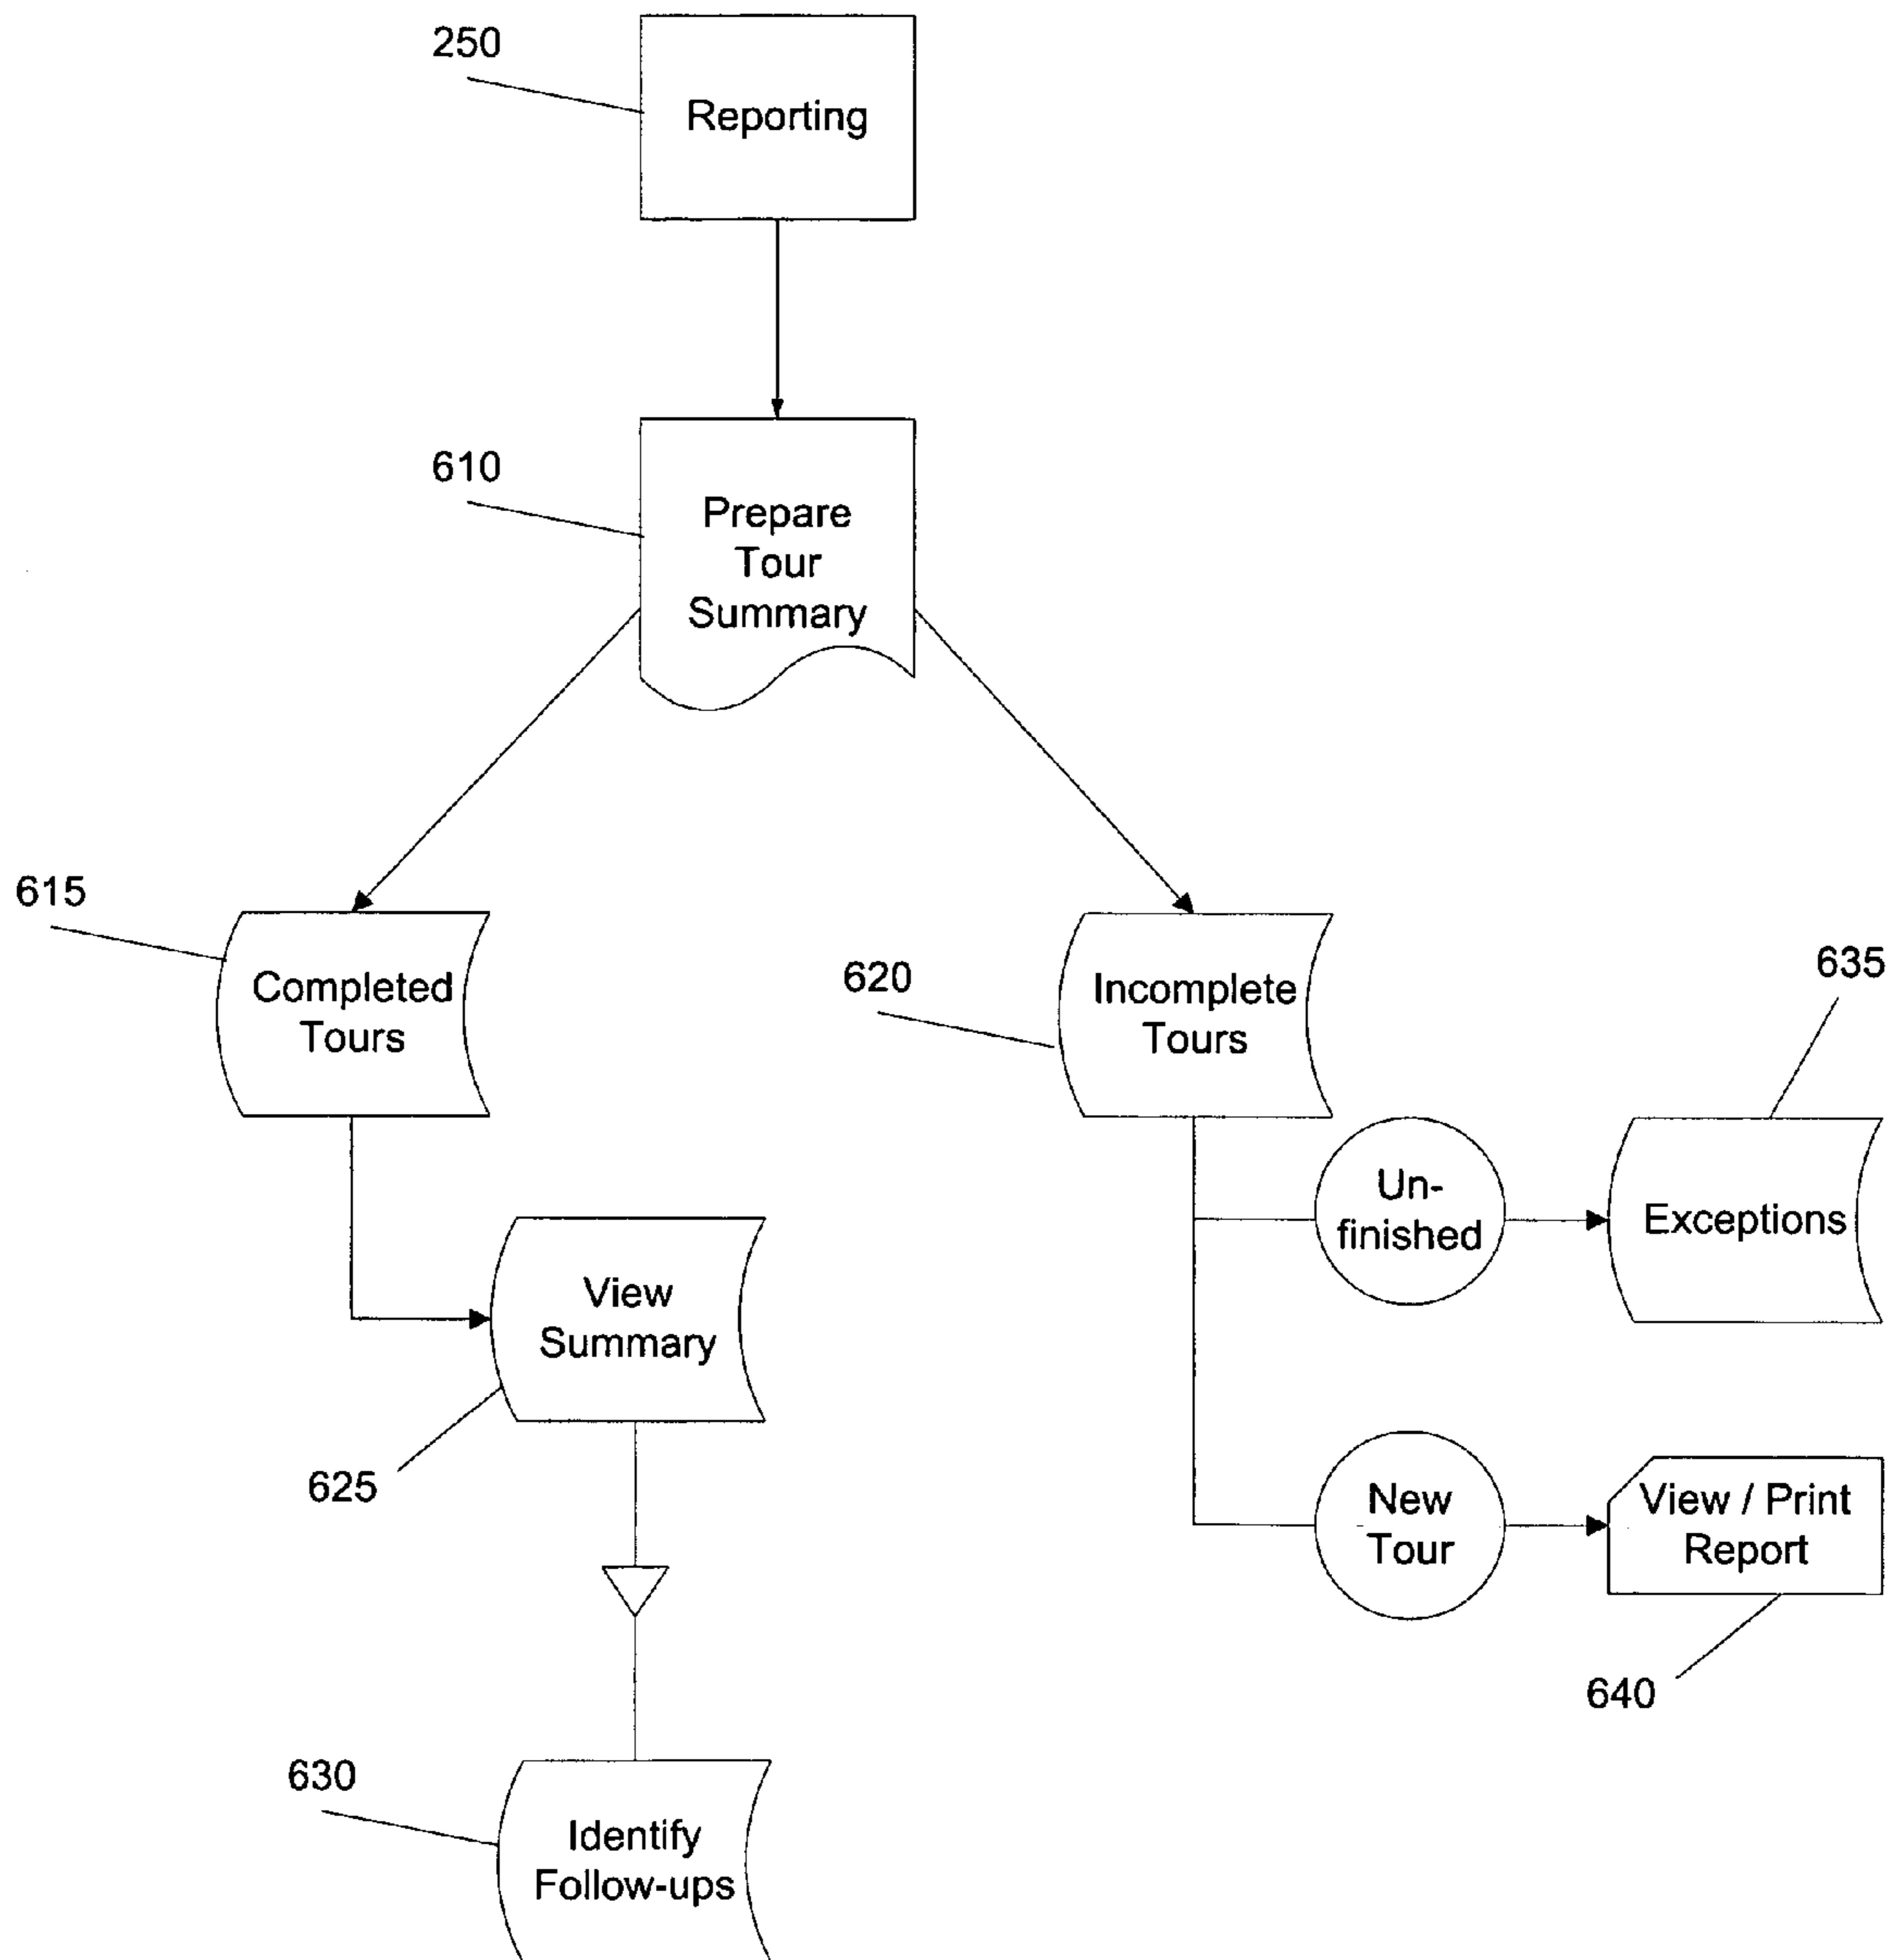 250
Reporting
610
Prepare
Tour
Summary
615
Completed
Tours
620
Incomplete
Tours
635
Un-
finished
Exceptions
View
Summary
625
New
Tour
View / Print
Report
640
630
Identify
Follow-ups